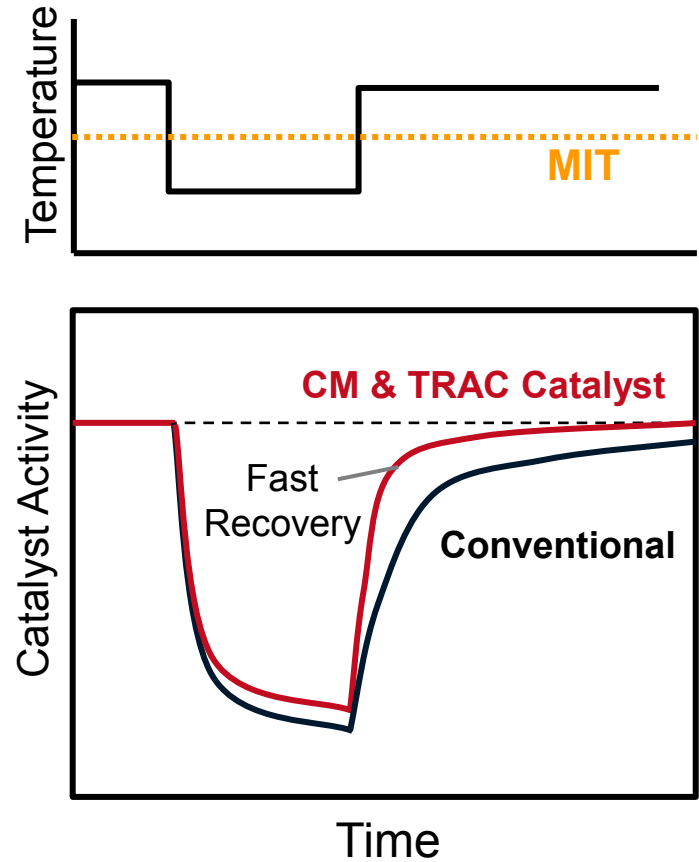 Temperature
MIT
CM & TRAC Catalyst
Fast
Recovery
Conventional
Catalyst Activity
Time